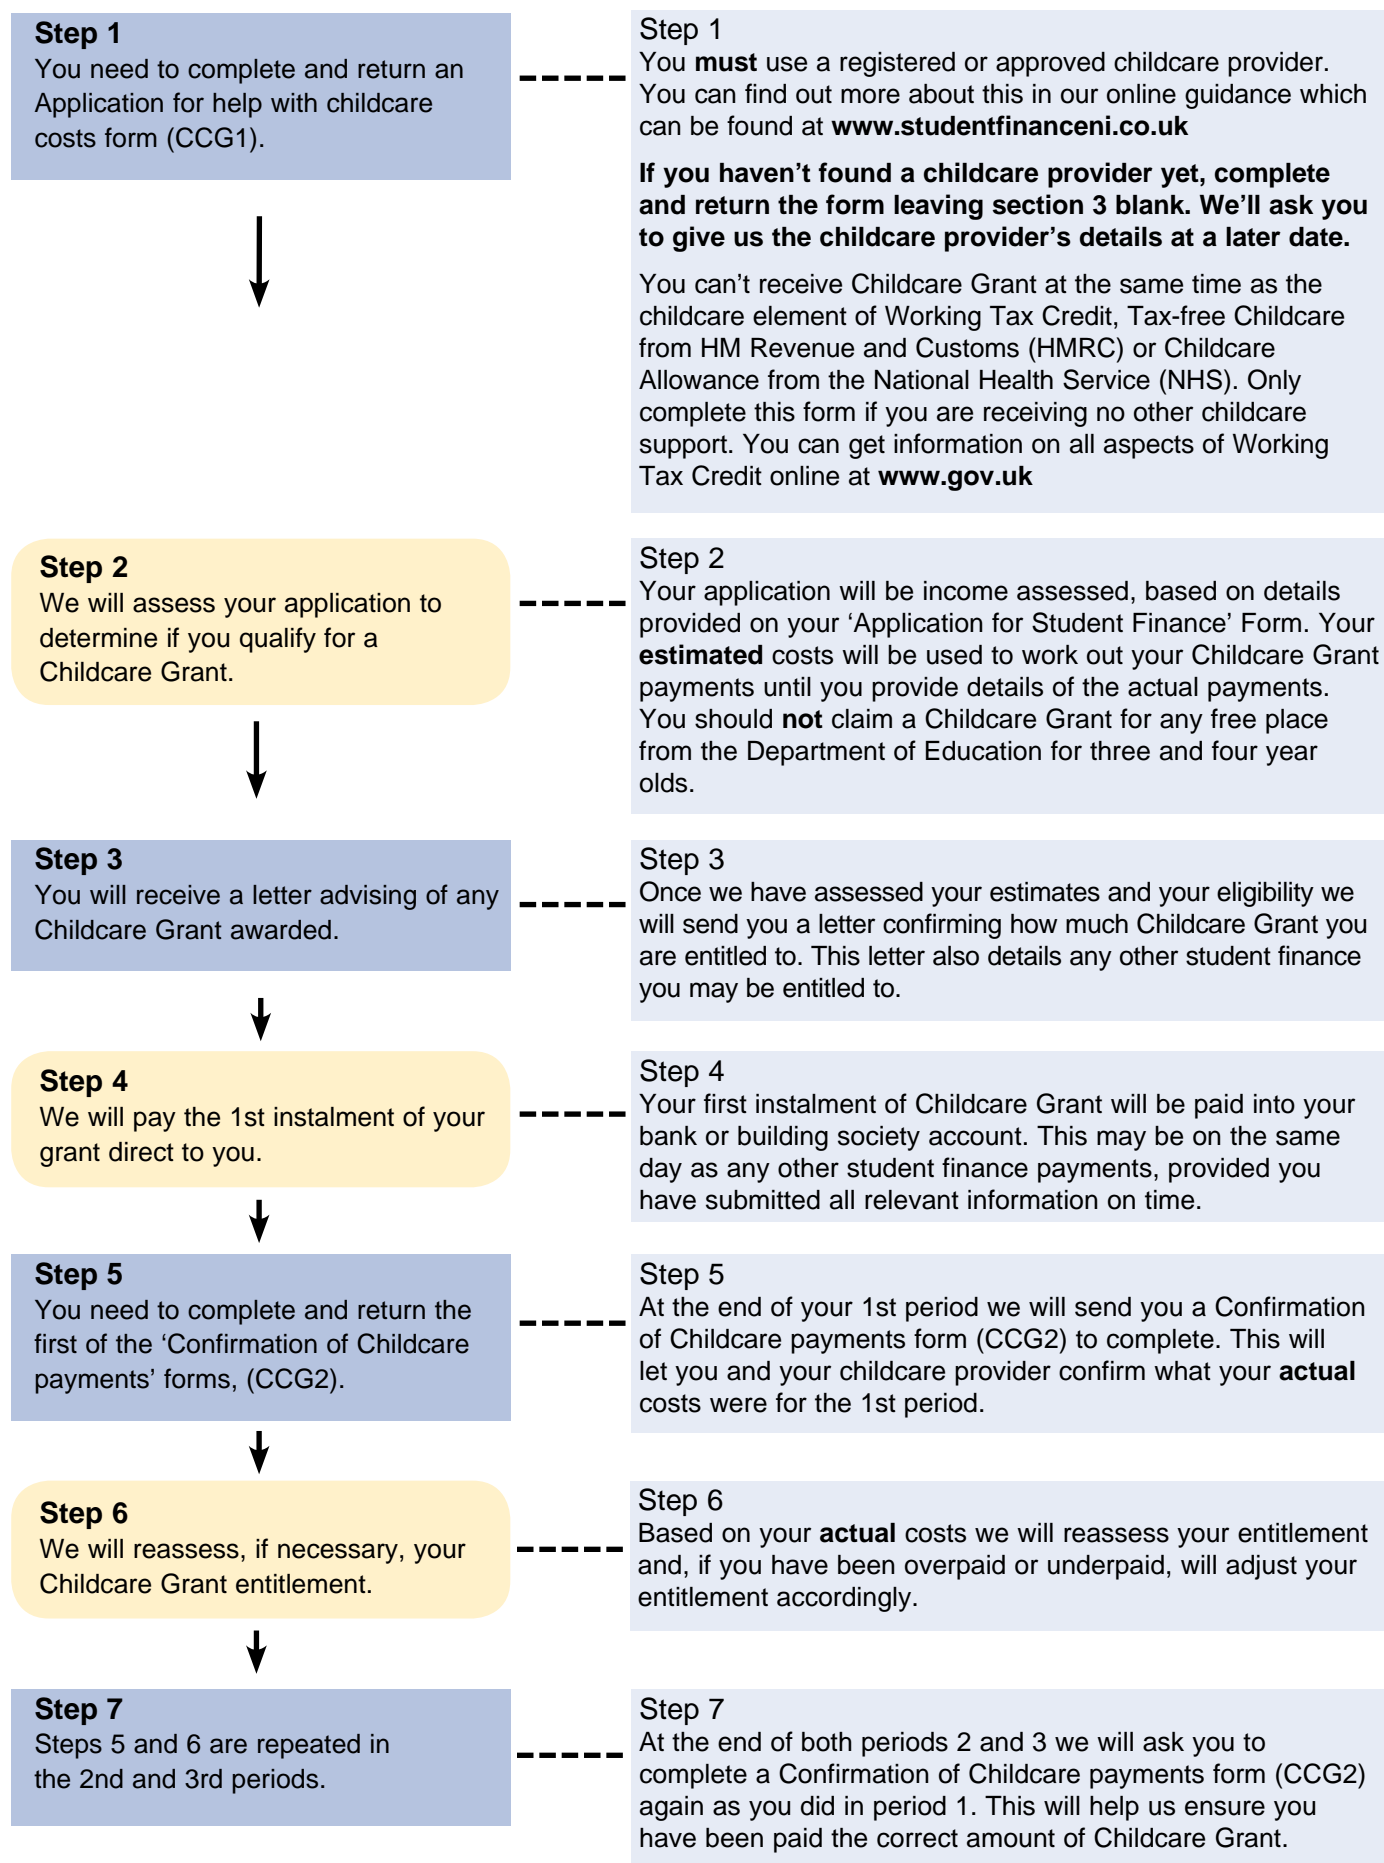 Step 1
You need to complete and return an
Application for help with childcare
costs form (CCG1).
Step 1
You must use a registered or approved childcare provider.
You can find out more about this in our online guidance which
can be found at www.studentfinanceni.co.uk
If you haven’t found a childcare provider yet, complete
and return the form leaving section 3 blank. We’ll ask you
to give us the childcare provider’s details at a later date.
You can’t receive Childcare Grant at the same time as the
childcare element of Working Tax Credit, Tax-free Childcare
from HM Revenue and Customs (HMRC) or Childcare
Allowance from the National Health Service (NHS). Only
complete this form if you are receiving no other childcare
support. You can get information on all aspects of Working
Tax Credit online at www.gov.uk
Step 2
We will assess your application to
determine if you qualify for a
Childcare Grant.
Step 2
Your application will be income assessed, based on details
provided on your ‘Application for Student Finance’ Form. Your
estimated costs will be used to work out your Childcare Grant
payments until you provide details of the actual payments.
You should not claim a Childcare Grant for any free place
from the Department of Education for three and four year
olds.
Step 3
You will receive a letter advising of any
Childcare Grant awarded.
Step 3
Once we have assessed your estimates and your eligibility we
will send you a letter confirming how much Childcare Grant you
are entitled to. This letter also details any other student finance
you may be entitled to.
Step 4
We will pay the 1st instalment of your
grant direct to you.
Step 4
Your first instalment of Childcare Grant will be paid into your
bank or building society account. This may be on the same
day as any other student finance payments, provided you
have submitted all relevant information on time.
Step 5
You need to complete and return the
first of the ‘Confirmation of Childcare
payments’ forms, (CCG2).
Step 5
At the end of your 1st period we will send you a Confirmation
of Childcare payments form (CCG2) to complete. This will
let you and your childcare provider confirm what your actual
costs were for the 1st period.
Step 6
We will reassess, if necessary, your
Childcare Grant entitlement.
Step 6
Based on your actual costs we will reassess your entitlement
and, if you have been overpaid or underpaid, will adjust your
entitlement accordingly.
Step 7
Steps 5 and 6 are repeated in
the 2nd and 3rd periods.
Step 7
At the end of both periods 2 and 3 we will ask you to
complete a Confirmation of Childcare payments form (CCG2)
again as you did in period 1. This will help us ensure you
have been paid the correct amount of Childcare Grant.